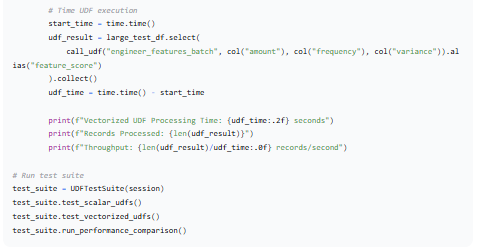 # Time UDF execution
start_time = time.time()
udf_result = large_test_df.select(
call_udf("engineer_features_batch", col("amount"), col("frequency"), col("variance")).al
ias("feature_score")
).collect()
udf_time = time.time() - start_time
print(f"Vectorized UDF Processing Time: {udf_time:.2f} seconds")
print(f"Records Processed: {len(udf_result)}")
print(f"Throughput: {len(udf_result)/udf_time:.0f} records/second")
# Run test suite
test_suite = UDFTestSuite(session)
test_suite.test_scalar_udfs()
test_suite.test_vectorized_udfs()
test_suite.run_performance_comparison()